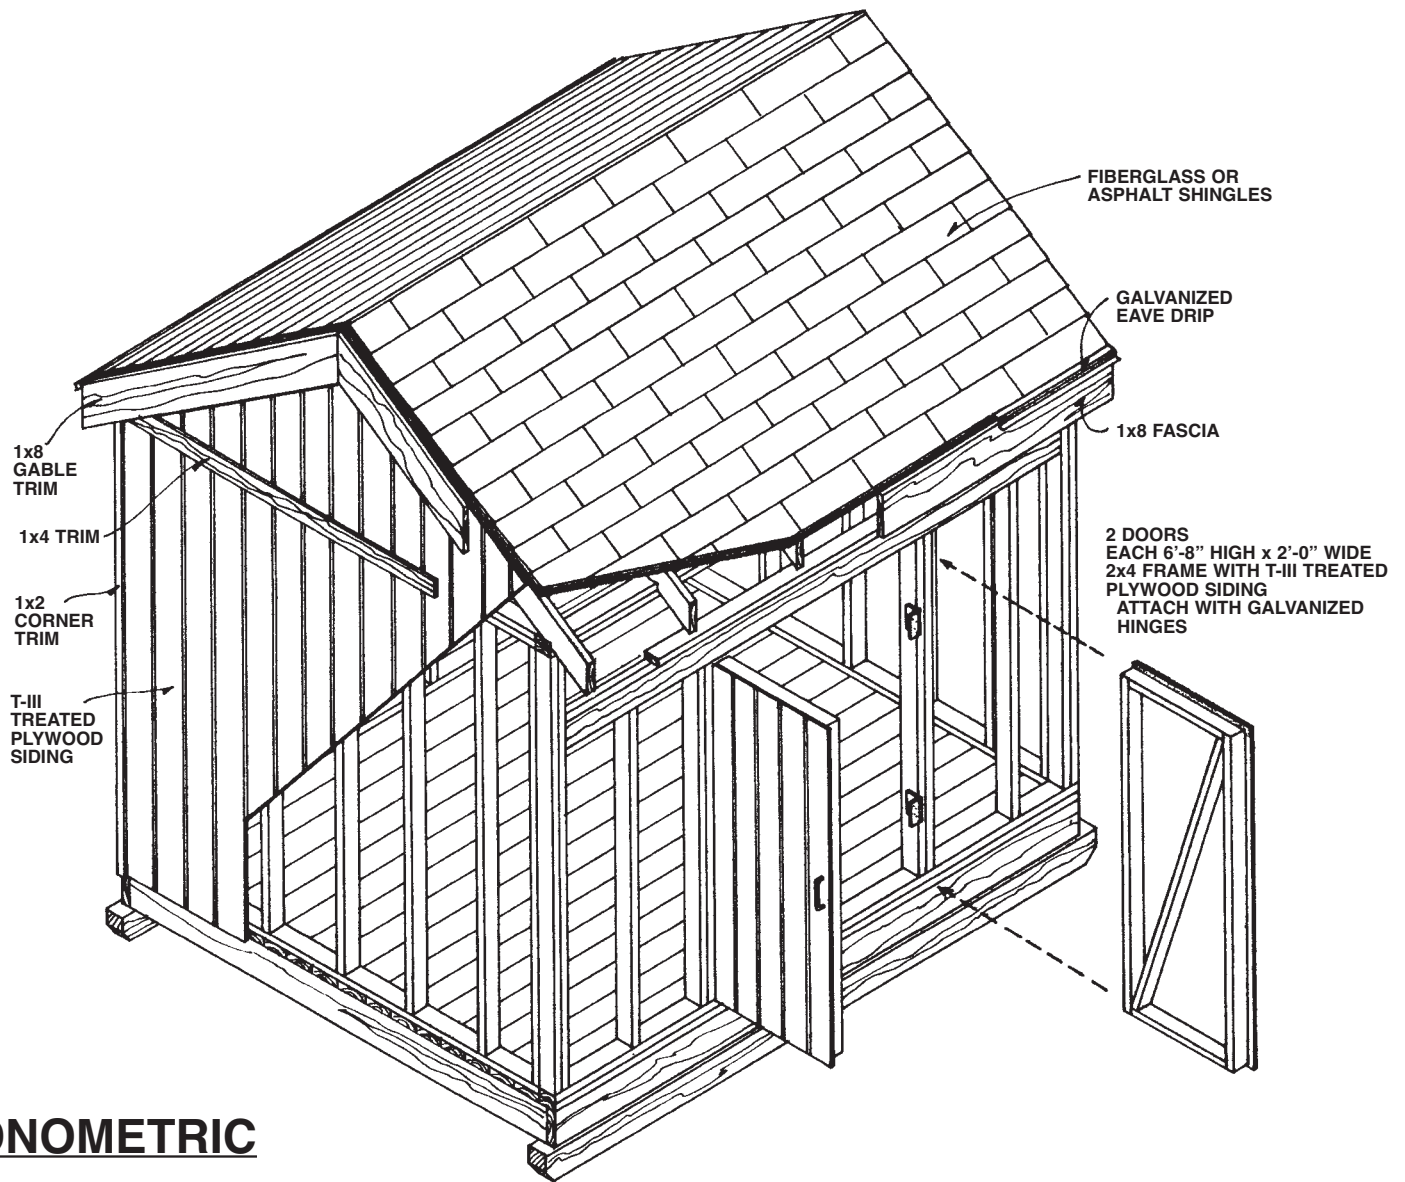 FIBERGLASS OR
ASPHALT SHINGLES
GALVANIZED
EAVE DRIP
1x8 FASCIA
1x8
GABLE
TRIM
1x4 TRIM
1x2
CORNER
TRIM
T-III
TREATED
PLYWOOD
SIDING
2 DOORS
EACH 6'-8" HIGH x 2'-0" WIDE
2x4 FRAME WITH T-III TREATED
PLYWOOD SIDING
ATTACH WITH GALVANIZED
HINGES
ONOMETRIC